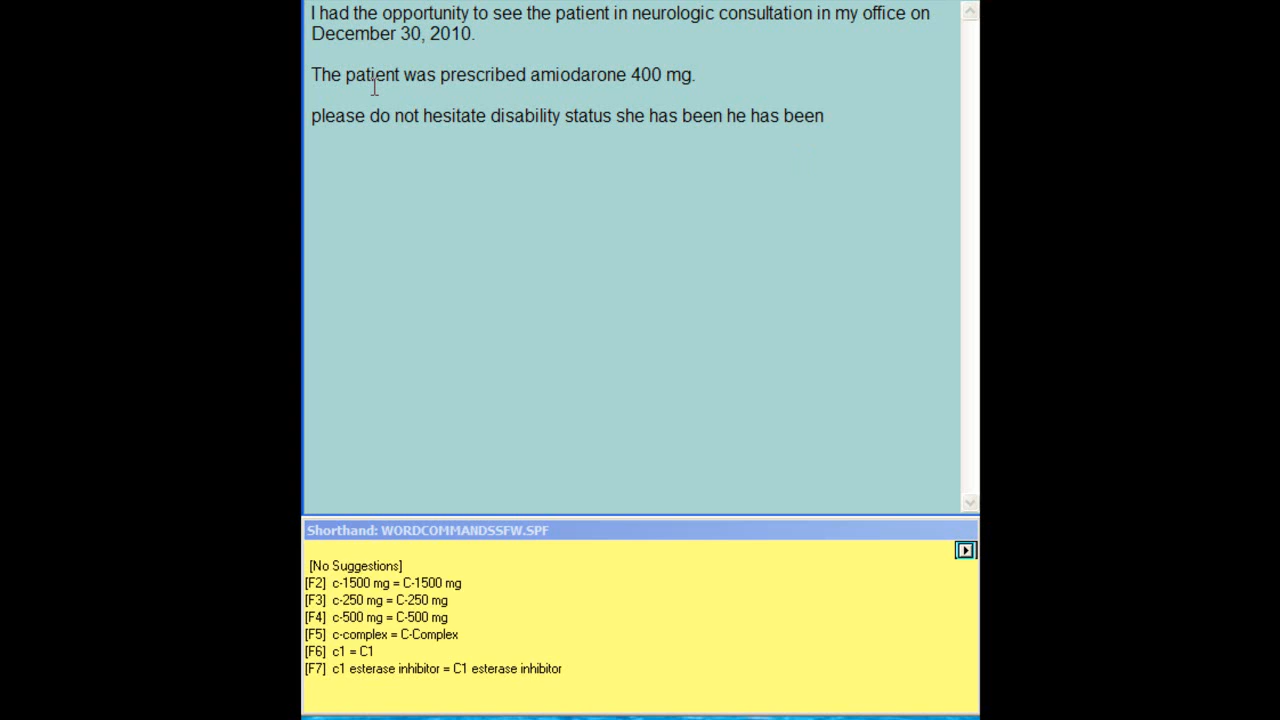 I had the opportunity to see the patient in neurologic consultation in my office on
December 30, 2010.
The patient was prescribed amiodarone 400 mg.
please do not hesitate disability status she has been he has been
Shorthand: WORDCOMMANDSSFW.SPF
[No Suggestions]
[F2] c-1500 mg = C-1500 mg
[F3] c-250 mg = C-250 mg
[F4] c-500 mg = C-500 mg
[F5] c-complex = C-Complex
[F6] c1 = C1
[F7] c1 esterase inhibitor = C1 esterase inhibitor